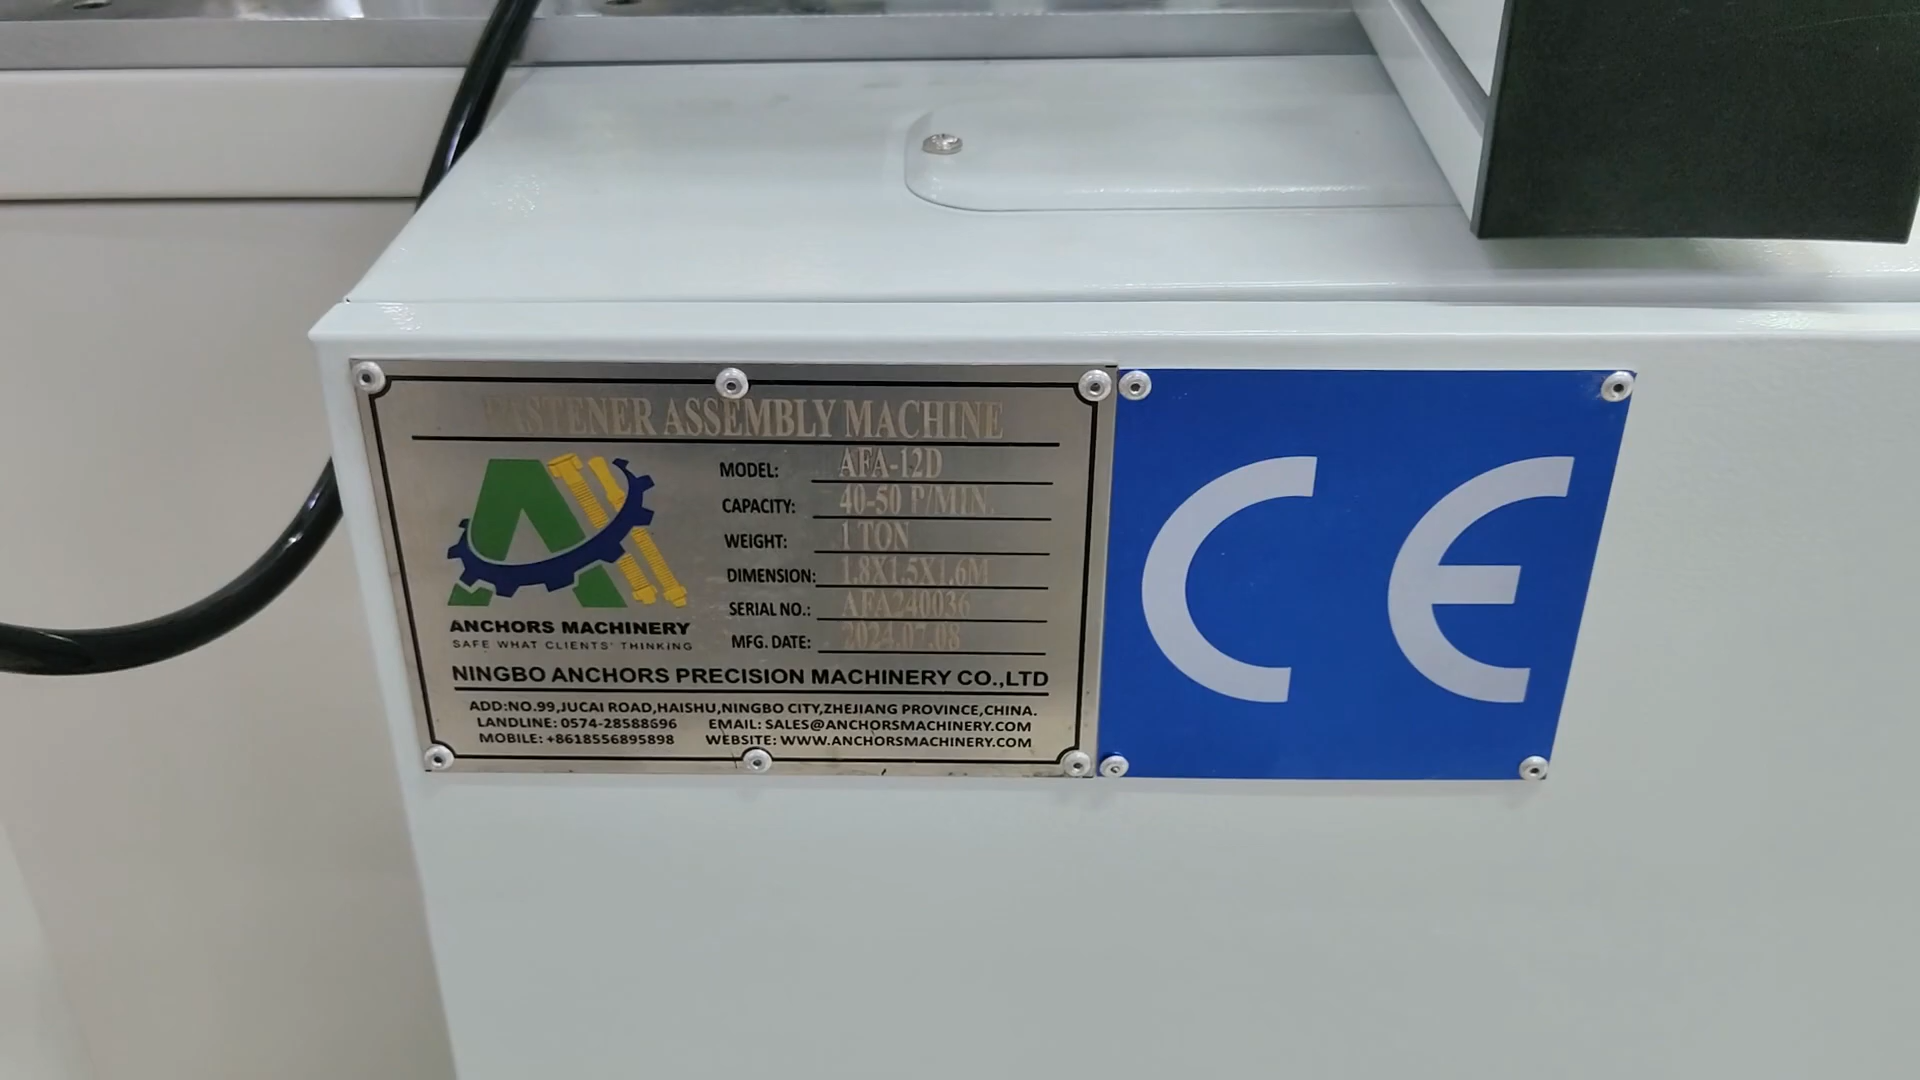 FASTENER ASSEMBLY MACHINE
MODEL: AFA-12D
CAPACITY: 40-50 P/MIN.
WEIGHT: 1 TON
DIMENSION: 1.8X1.5X1.6M
SERIAL NO.: AFA240036
MFG. DATE: 2024.07.08
ANCHORS MACHINERY
SAFE WHAT CLIENTS' THINKING
NINGBO ANCHORS PRECISION MACHINERY CO.,LTD
ADD:NO.99,JUCAI ROAD,HAISHU,NINGBO CITY,ZHEJIANG PROVINCE,CHINA.
LANDLINE: 0574-28588696 EMAIL: SALES@ANCHORSMACHINERY.COM
MOBILE: +8618556895898 WEBSITE: WWW.ANCHORSMACHINERY.COM
CE